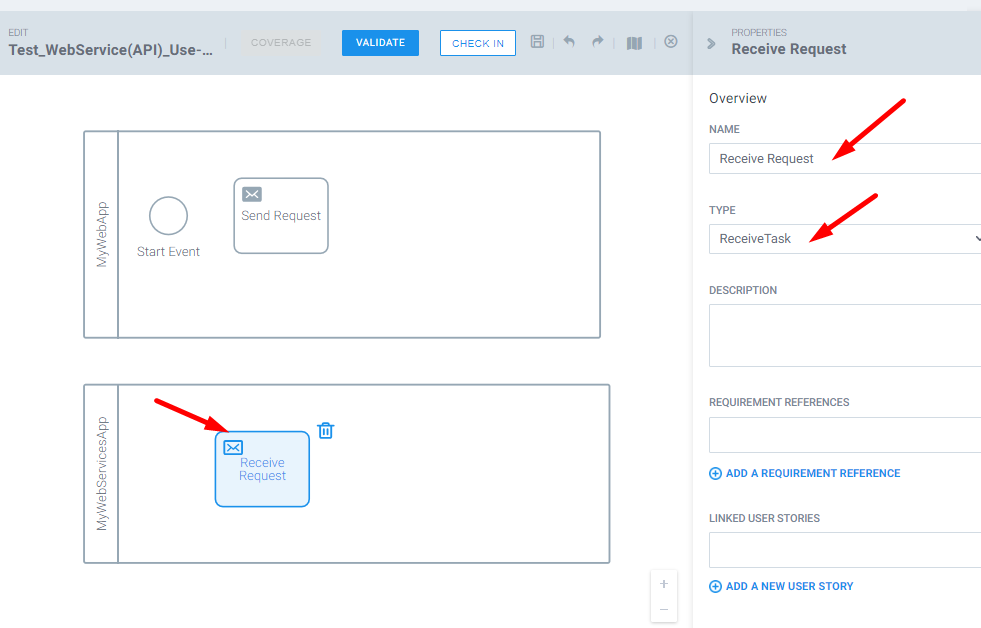 EDIT
Test_WebService(API)_Use-...
COVERAGE
VALIDATE
CHECK IN
PROPERTIES
Receive Request
MyWebApp
Start Event
Send Request
MyWebServicesApp
Receive
Request
Overview
NAME
Receive Request
TYPE
ReceiveTask
DESCRIPTION
REQUIREMENT REFERENCES
ADD A REQUIREMENT REFERENCE
LINKED USER STORIES
ADD A NEW USER STORY